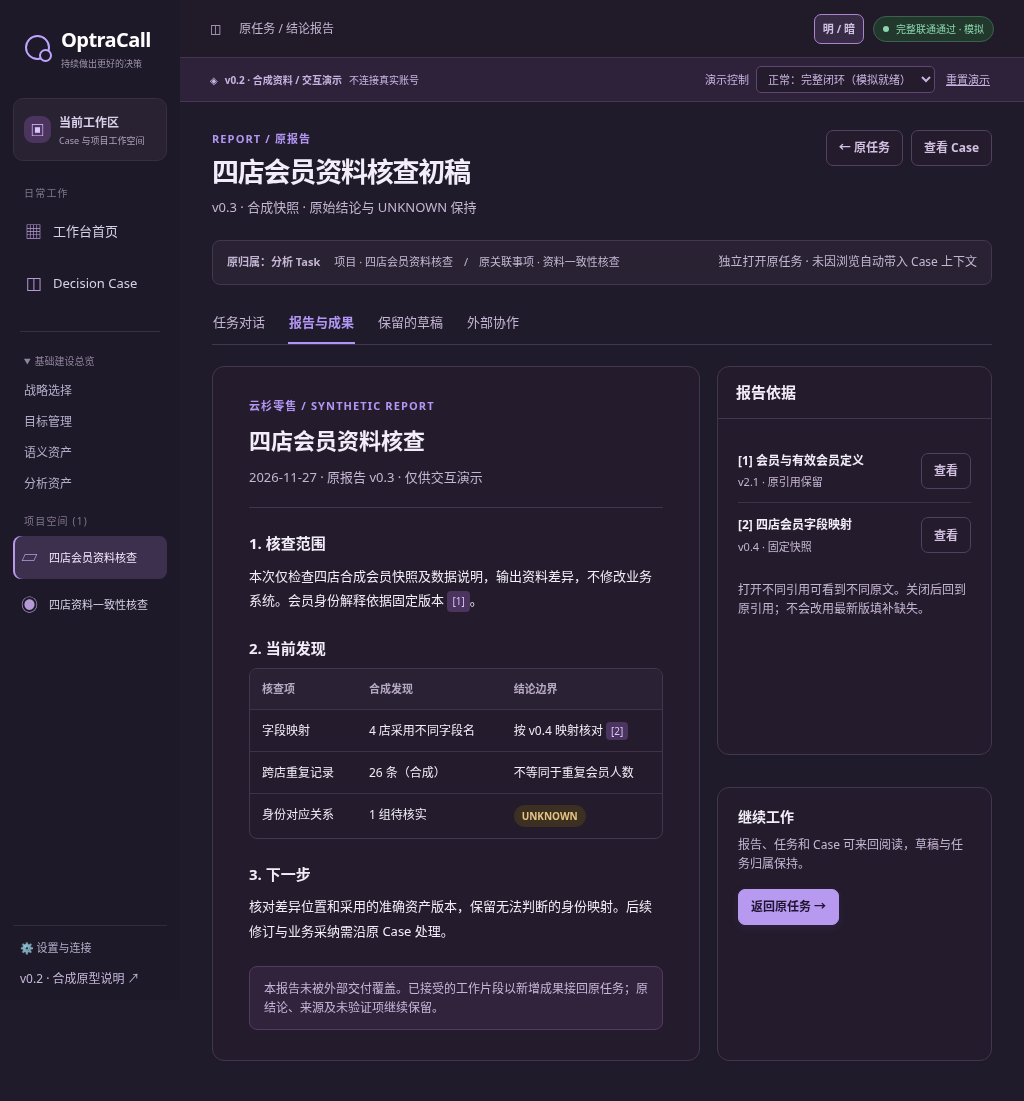 OptraCall
持续做出更好的决策
当前工作区
Case 与项目工作空间
日常工作
工作台首页
Decision Case
▼ 基础建设总览
战略选择
目标管理
语义资产
分析资产
项目空间 (1)
四店会员资料核查
四店资料一致性核查
设置与连接
v0.2 · 合成原型说明 ↗
原任务 / 结论报告
明 / 暗
完整联通通过 · 模拟
v0.2 · 合成资料 / 交互演示 不连接真实账号
演示控制
正常：完整闭环（模拟就绪）
重置演示
REPORT / 原报告
四店会员资料核查初稿
v0.3 · 合成快照 · 原始结论与 UNKNOWN 保持
← 原任务
查看 Case
原归属：分析 Task 项目 · 四店会员资料核查 / 原关联事项 · 资料一致性核查
独立打开原任务 · 未因浏览自动带入 Case 上下文
任务对话
报告与成果
保留的草稿
外部协作
云杉零售 / SYNTHETIC REPORT
四店会员资料核查
2026-11-27 · 原报告 v0.3 · 仅供交互演示
1. 核查范围
本次仅检查四店合成会员快照及数据说明，输出资料差异，不修改业务
系统。会员身份解释依据固定版本 [1] 。
2. 当前发现
核查项 合成发现 结论边界
字段映射 4 店采用不同字段名 按 v0.4 映射核对 [2]
跨店重复记录 26 条（合成） 不等同于重复会员人数
身份对应关系 1 组待核实 UNKNOWN
3. 下一步
核对差异位置和采用的准确资产版本，保留无法判断的身份映射。后续
修订与业务采纳需沿原 Case 处理。
本报告未被外部交付覆盖。已接受的工作片段以新增成果接回原任务；原
结论、来源及未验证项继续保留。
报告依据
[1] 会员与有效会员定义
v2.1 · 原引用保留
查看
[2] 四店会员字段映射
v0.4 · 固定快照
查看
打开不同引用可看到不同原文。关闭后回到
原引用；不会改用最新版填补缺失。
继续工作
报告、任务和 Case 可来回阅读，草稿与任
务归属保持。
返回原任务 →